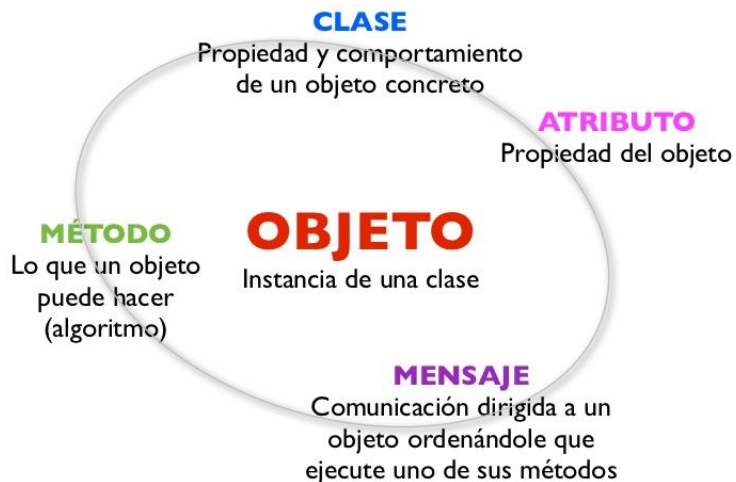 CLASE
Propiedad y comportamiento
de un objeto concreto
ATRIBUTO
Propiedad del objeto
OBJETO
Instancia de una clase
MÉTODO
Lo que un objeto
puede hacer
(algoritmo)
MENSAJE
Comunicación dirigida a un
objeto ordenándole que
ejecute uno de sus métodos